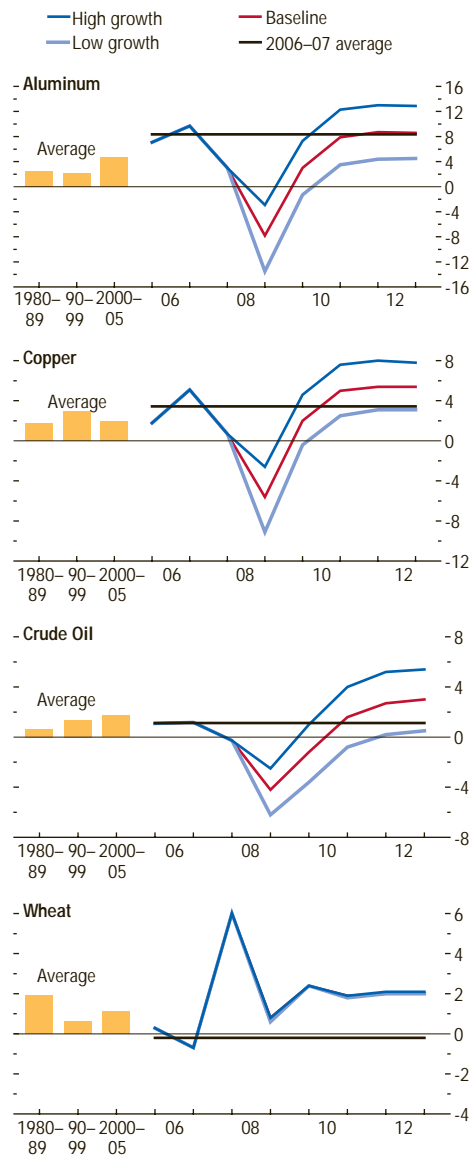 High growth Baseline
Low growth 2006–07 average
Aluminum
Average
16
12
8
4
0
-4
-8
-12
-16
1980–89 90–99 2000–05 06 08 10 12
Copper
Average
8
4
0
-4
-8
-12
1980–89 90–99 2000–05 06 08 10 12
Crude Oil
Average
8
4
0
-4
-8
1980–89 90–99 2000–05 06 08 10 12
Wheat
Average
6
4
2
0
-2
-4
1980–89 90–99 2000–05 06 08 10 12